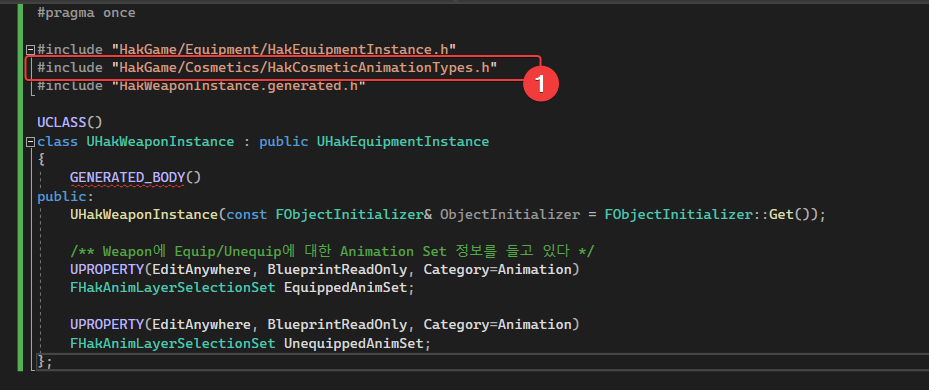 #pragma once
#include "HakGame/Equipment/HakEquipmentInstance.h"
#include "HakGame/Cosmetics/HakCosmeticAnimationTypes.h"
1
#include "HakWeaponInstance.generated.h"
UCLASS()
class UHakWeaponInstance : public UHakEquipmentInstance
{
GENERATED_BODY()
public:
UHakWeaponInstance(const FObjectInitializer& ObjectInitializer = FObjectInitializer::Get());
/** Weapon에 Equip/Unequip에 대한 Animation Set 정보를 들고 있다 */
UPROPERTY(EditAnywhere, BlueprintReadOnly, Category=Animation)
FHakAnimLayerSelectionSet EquippedAnimSet;
UPROPERTY(EditAnywhere, BlueprintReadOnly, Category=Animation)
FHakAnimLayerSelectionSet UnequippedAnimSet;
};